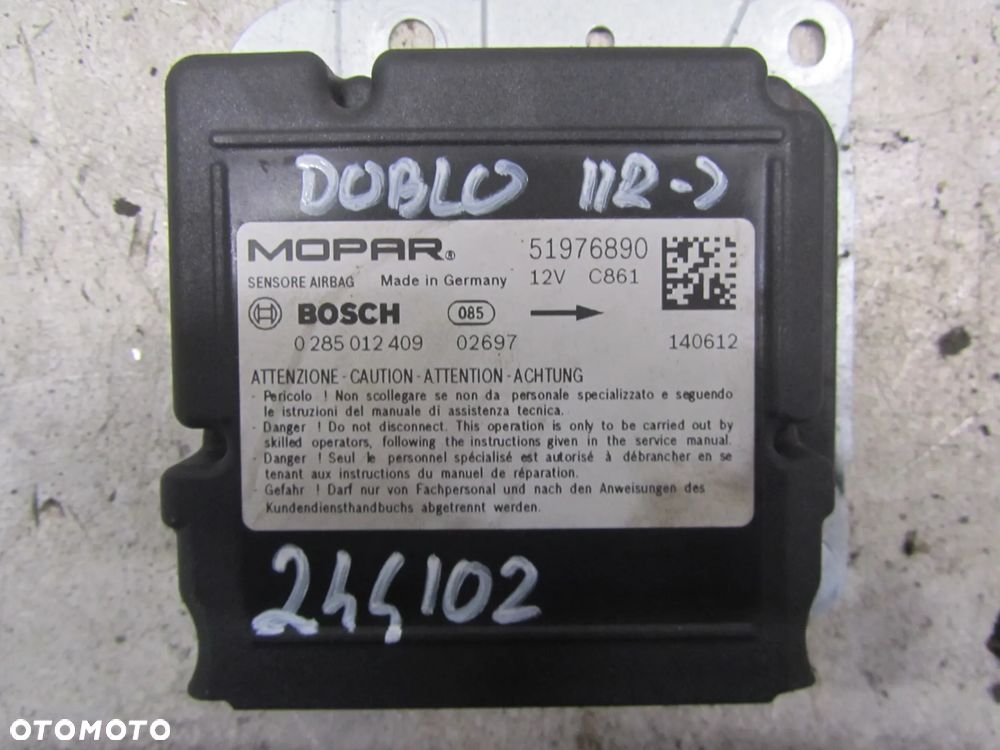 DOBLO 11R->
MOPAR® 51976890
SENSORE AIRBAG Made in Germany 12V C861
BOSCH 085
0 285 012 409 02697 140612
ATTENZIONE - CAUTION - ATTENTION - ACHTUNG
- Pericolo ! Non scollegare se non da personale specializzato e seguendo
le istruzioni del manuale di assistenza tecnica.
- Danger ! Do not disconnect. This operation is only to be carried out by
skilled operators, following the instructions given in the service manual.
- Danger ! Seul le personnel spécialisé est autorisé à débrancher en se
tenant aux instructions du manuel de réparation.
- Gefahr ! Darf nur von Fachpersonal und nach den Anweisungen des
Kundendiensthandbuchs abgetrennt werden.
244102
OTOMOTO